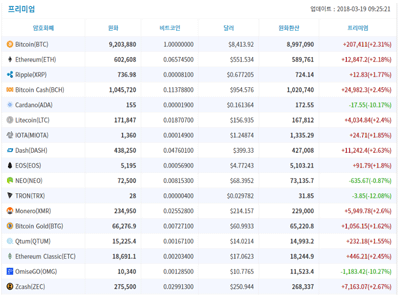 프리미엄 업데이트 : 2018-03-19 09:25:21
암호화폐 원화 비트코인 달러 원화환산 프리미엄
Bitcoin(BTC) 9,203,880 1.00000000 $8,413.92 8,997,090 +207,411(+2.31%)
Ethereum(ETH) 602,608 0.06574500 $551.534 589,761 +12,847.2(+2.18%)
Ripple(XRP) 736.98 0.00008100 $0.677205 724.14 +12.83(+1.77%)
Bitcoin Cash(BCH) 1,045,720 0.11378800 $954.576 1,020,740 +24,982.3(+2.45%)
Cardano(ADA) 155 0.00001900 $0.161364 172.55 -17.55(-10.17%)
Litecoin(LTC) 171,847 0.01870700 $156.935 167,812 +4,034.84(+2.4%)
IOTA(MIOTA) 1,360 0.00014900 $1.24874 1,335.29 +24.71(+1.85%)
Dash(DASH) 438,250 0.04760100 $399.33 427,008 +11,242.4(+2.63%)
EOS(EOS) 5,195 0.00056900 $4.77243 5,103.21 +91.79(+1.8%)
NEO(NEO) 72,500 0.00815300 $68.3952 73,135.7 -635.67(-0.87%)
TRON(TRX) 28 0.00000400 $0.029782 31.85 -3.85(-12.08%)
Monero(XMR) 234,950 0.02552800 $214.157 229,000 +5,949.78(+2.6%)
Bitcoin Gold(BTG) 66,276.9 0.00727100 $60.9933 65,220.8 +1,056.15(+1.62%)
Qtum(QTUM) 15,225.4 0.00167100 $14.0214 14,993.2 +232.18(+1.55%)
Ethereum Classic(ETC) 18,691.1 0.00203400 $17.0623 18,244.9 +446.21(+2.45%)
OmiseGO(OMG) 10,340 0.00128500 $10.7765 11,523.4 -1,183.42(-10.27%)
Zcash(ZEC) 275,500 0.02991300 $250.944 268,337 +7,163.07(+2.67%)